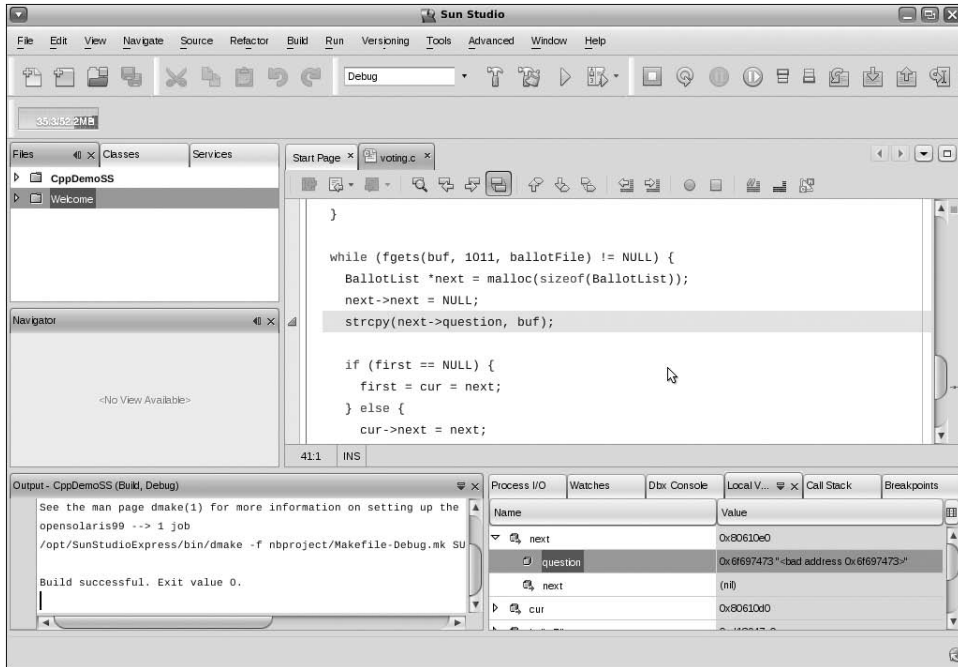 Sun Studio
File Edit View Navigate Source Refactor Build Run Versioning Tools Advanced Window Help
Debug
Files Classes Services
CppDemoSS
Welcome
Navigator
<No View Available>
Start Page voting.c
}
while (fgets(buf, 1011, ballotFile) != NULL) {
BallotList *next = malloc(sizeof(BallotList));
next->next = NULL;
strcpy(next->question, buf);
if (first == NULL) {
first = cur = next;
} else {
cur->next = next;
41:1 INS
Output - CppDemoSS (Build, Debug)
See the man page dmake(1) for more information on setting up the
opensolaris99 --> 1 job
/opt/SunStudioExpress/bin/dmake -f nbproject/Makefile-Debug.mk SU
Build successful. Exit value 0.
Process I/O Watches Dbx Console Local V... Call Stack Breakpoints
Name Value
next 0x80610e0
question 0x6f697473 "<bad address 0x6f697473>"
next (nil)
cur 0x80610d0